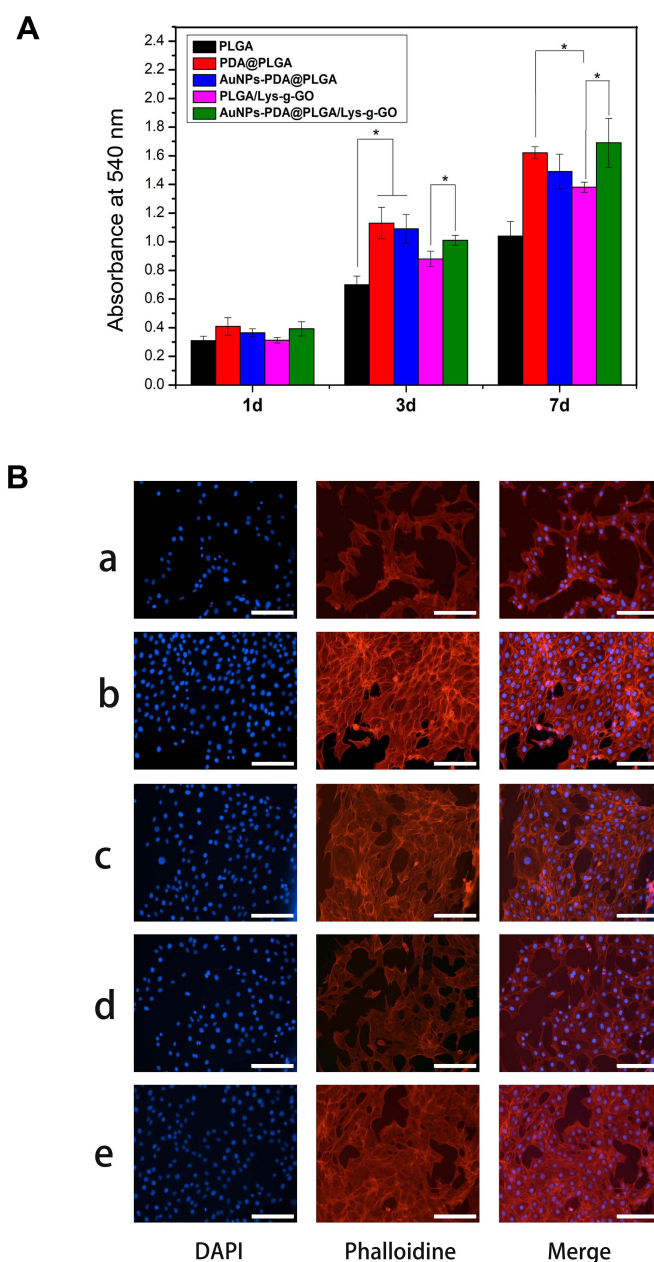 A
Absorbance at 540 nm
2.4
2.2
2.0
1.8
1.6
1.4
1.2
1.0
0.8
0.6
0.4
0.2
0.0
PLGA
PDA@PLGA
AuNPs-PDA@PLGA
PLGA/Lys-g-GO
AuNPs-PDA@PLGA/Lys-g-GO
*
*
*
*
1d 3d 7d
B
a
b
c
d
e
DAPI Phalloidine Merge